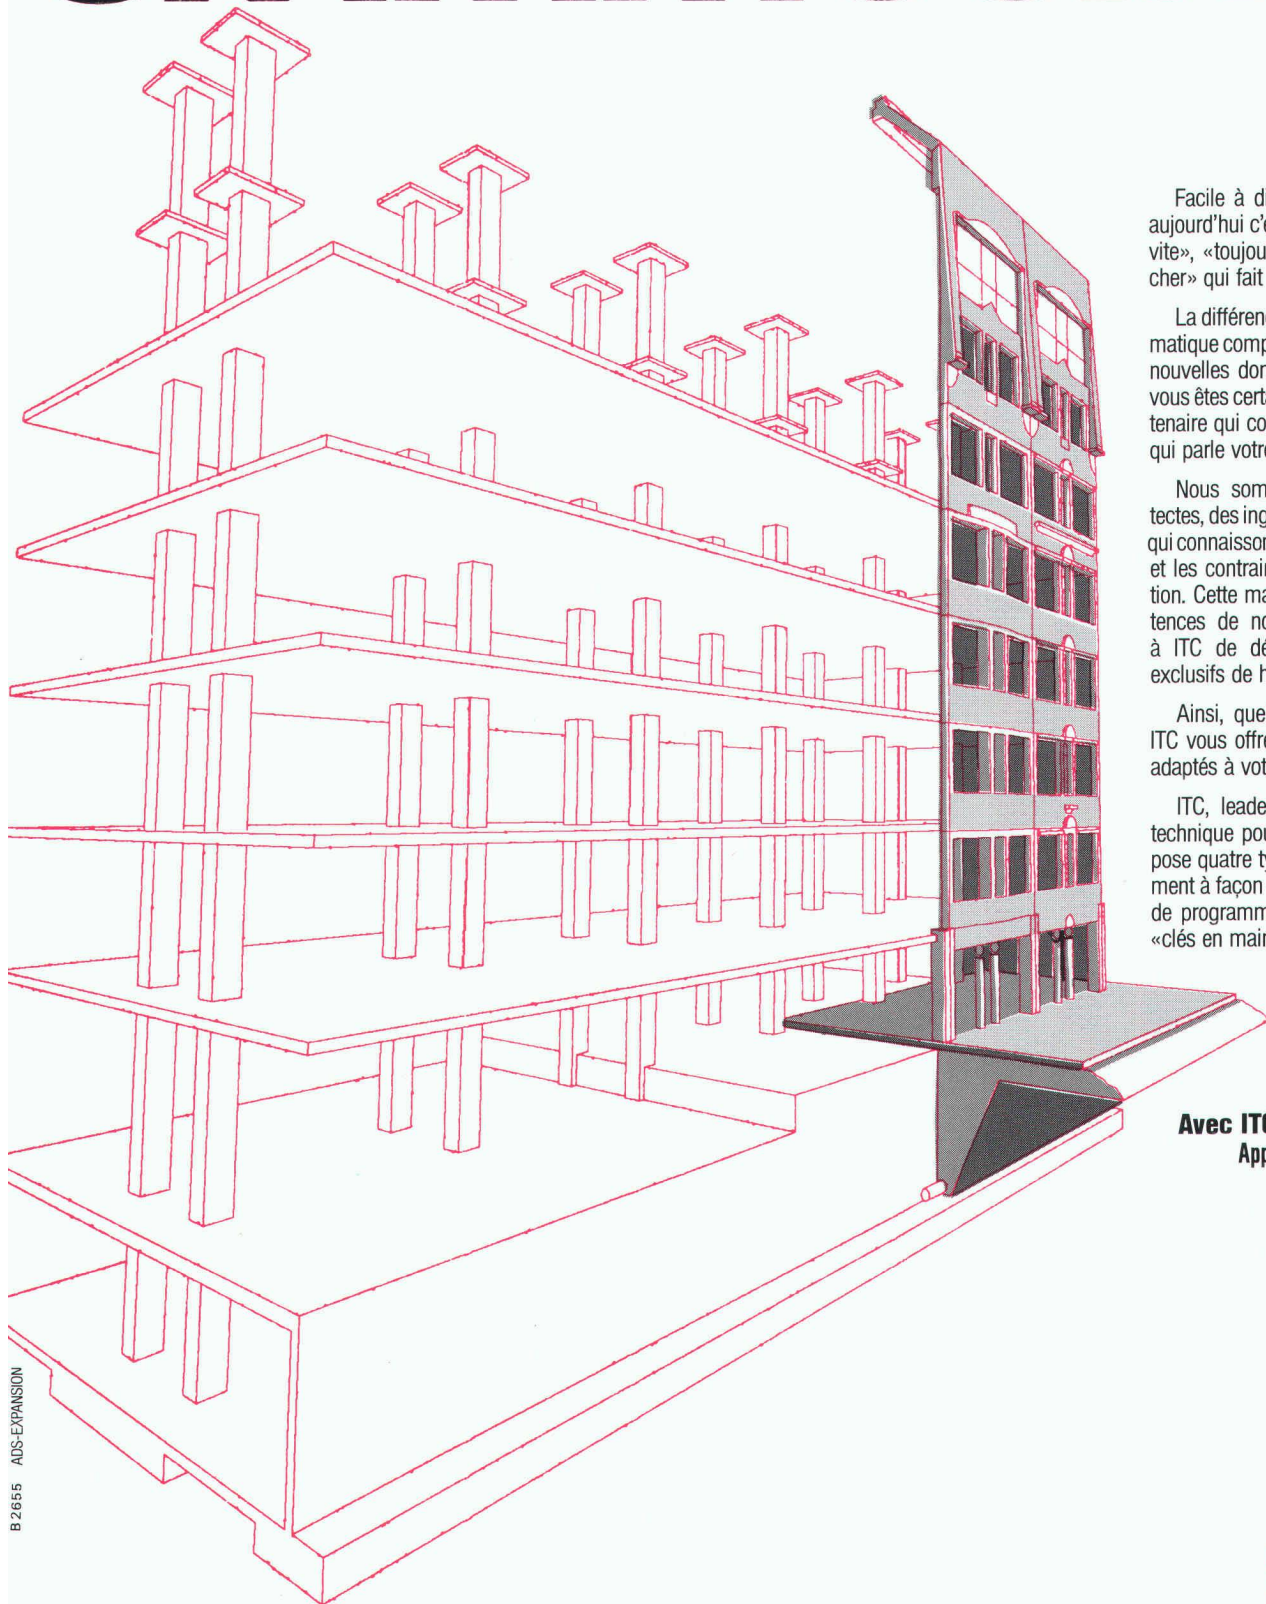 Facile à di
aujourd'hui c'e
vite», «toujou
cher» qui fait
La différen
matique comp
nouvelles don
vous êtes certa
tenaire qui co
qui parle votre
Nous som
tectes, des ing
qui connaisson
et les contrain
tion. Cette ma
tences de no
à ITC de dé
exclusifs de h
Ainsi, que
ITC vous offre
adaptés à vot
ITC, leade
technique pou
pose quatre ty
ment à façon
de programm
«clés en main
Avec ITC
App
B 2655 ADS-EXPANSION